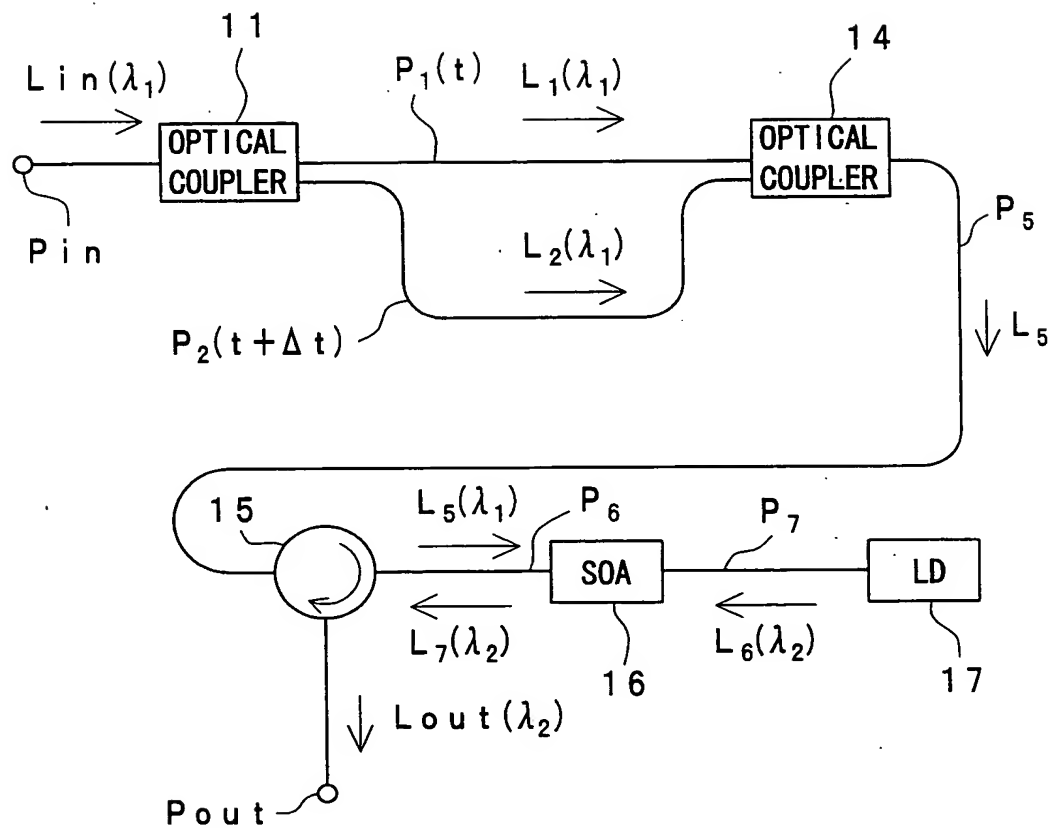 11
14
Lin(λ₁)
P₁(t)
L₁(λ₁)
OPTICAL
COUPLER
OPTICAL
COUPLER
Pin
L₂(λ₁)
P₅
P₂(t+Δt)
L₅
15
L₅(λ₁)
P₆
P₇
SOA
LD
L₇(λ₂)
L₆(λ₂)
16
17
Lout(λ₂)
Pout